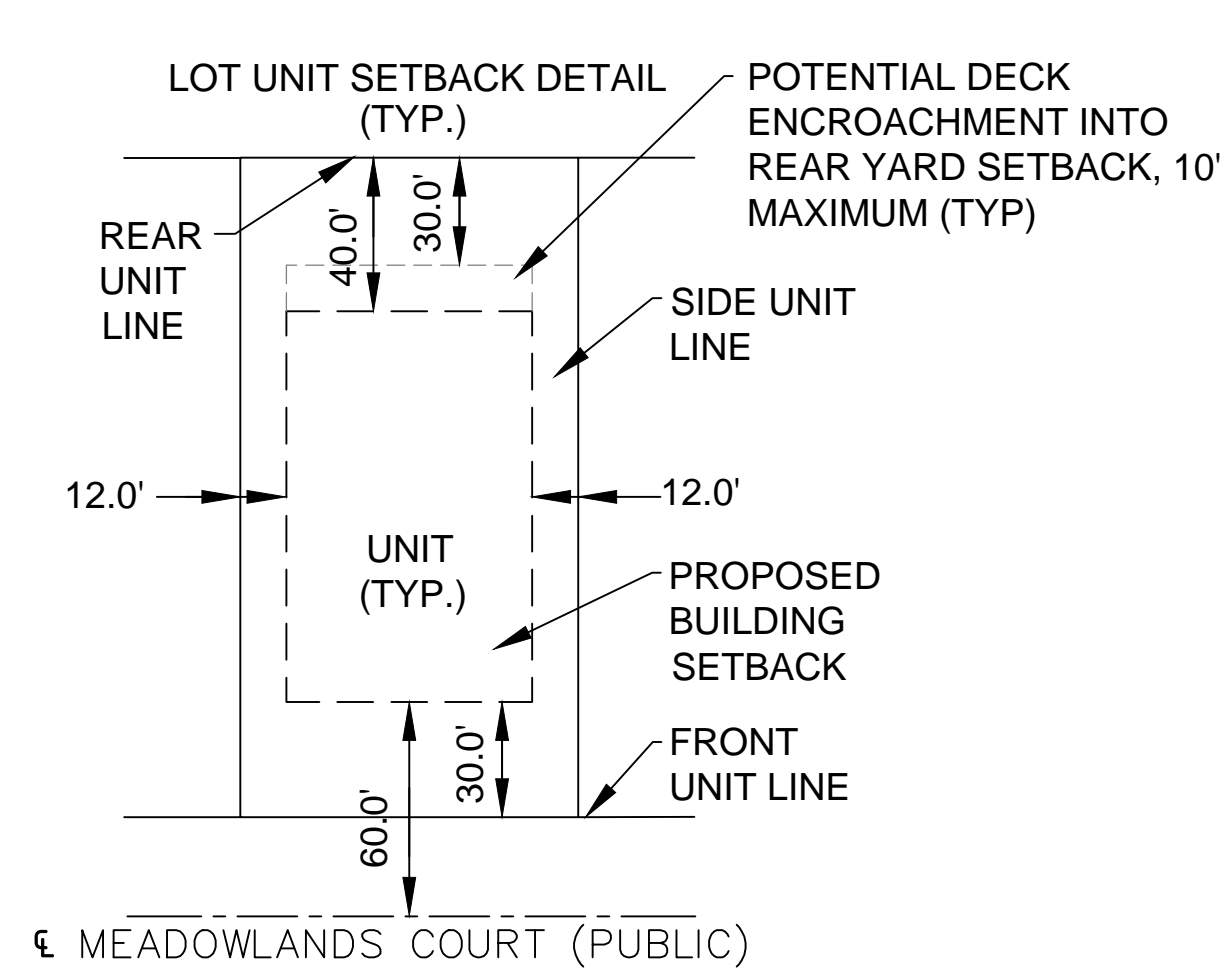 LOT UNIT SETBACK DETAIL
(TYP.)
POTENTIAL DECK
ENCROACHMENT INTO
REAR YARD SETBACK, 10'
MAXIMUM (TYP)
REAR
UNIT
LINE
40.0'
30.0'
SIDE UNIT
LINE
12.0'
12.0'
UNIT
(TYP.)
PROPOSED
BUILDING
SETBACK
FRONT
UNIT LINE
60.0'
30.0'
℄ MEADOWLANDS COURT (PUBLIC)